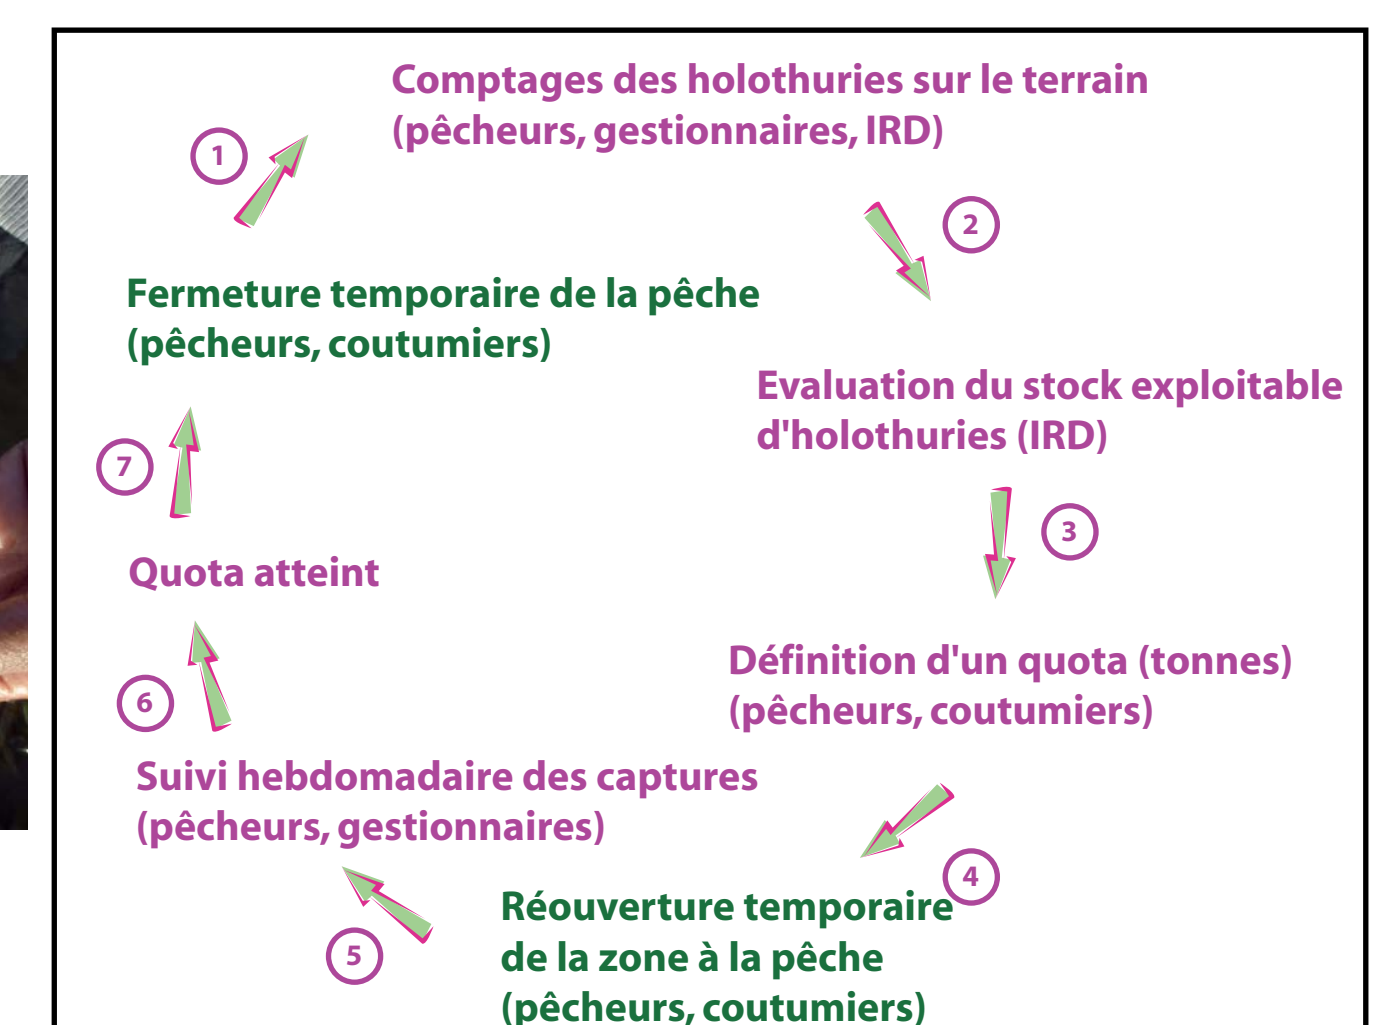 Comptages des holothuries sur le terrain
(pêcheurs, gestionnaires, IRD)
1
2
Fermeture temporaire de la pêche
(pêcheurs, coutumiers)
Evaluation du stock exploitable
d'holothuries (IRD)
7
3
Quota atteint
Définition d'un quota (tonnes)
(pêcheurs, coutumiers)
6
Suivi hebdomadaire des captures
(pêcheurs, gestionnaires)
4
Réouverture temporaire
de la zone à la pêche
(pêcheurs, coutumiers)
5